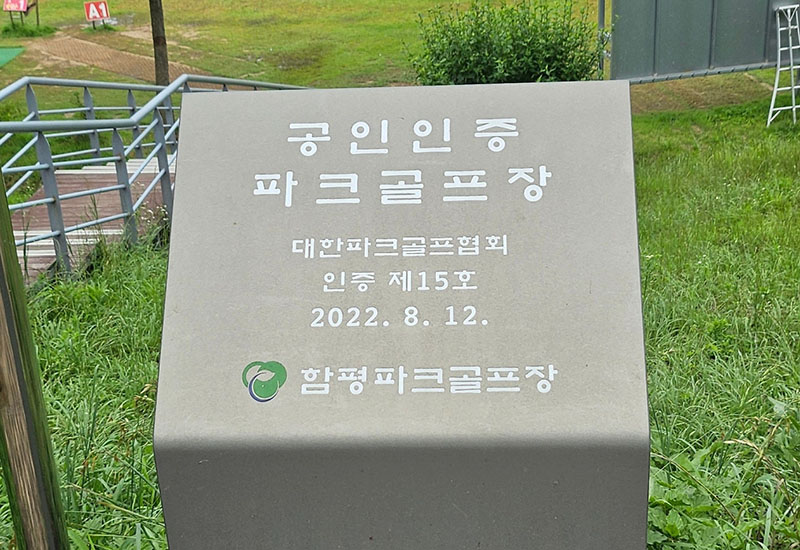 A1
공인인증
파크골프장
대한파크골프협회
인증 제15호
2022. 8. 12.
함평파크골프장